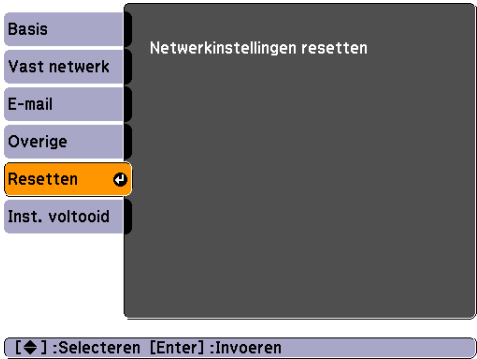 Basis
Vast netwerk
E-mail
Overige
Resetten
Inst. voltooid
Netwerkinstellingen resetten
[◆] :Selecteren [Enter] :Invoeren